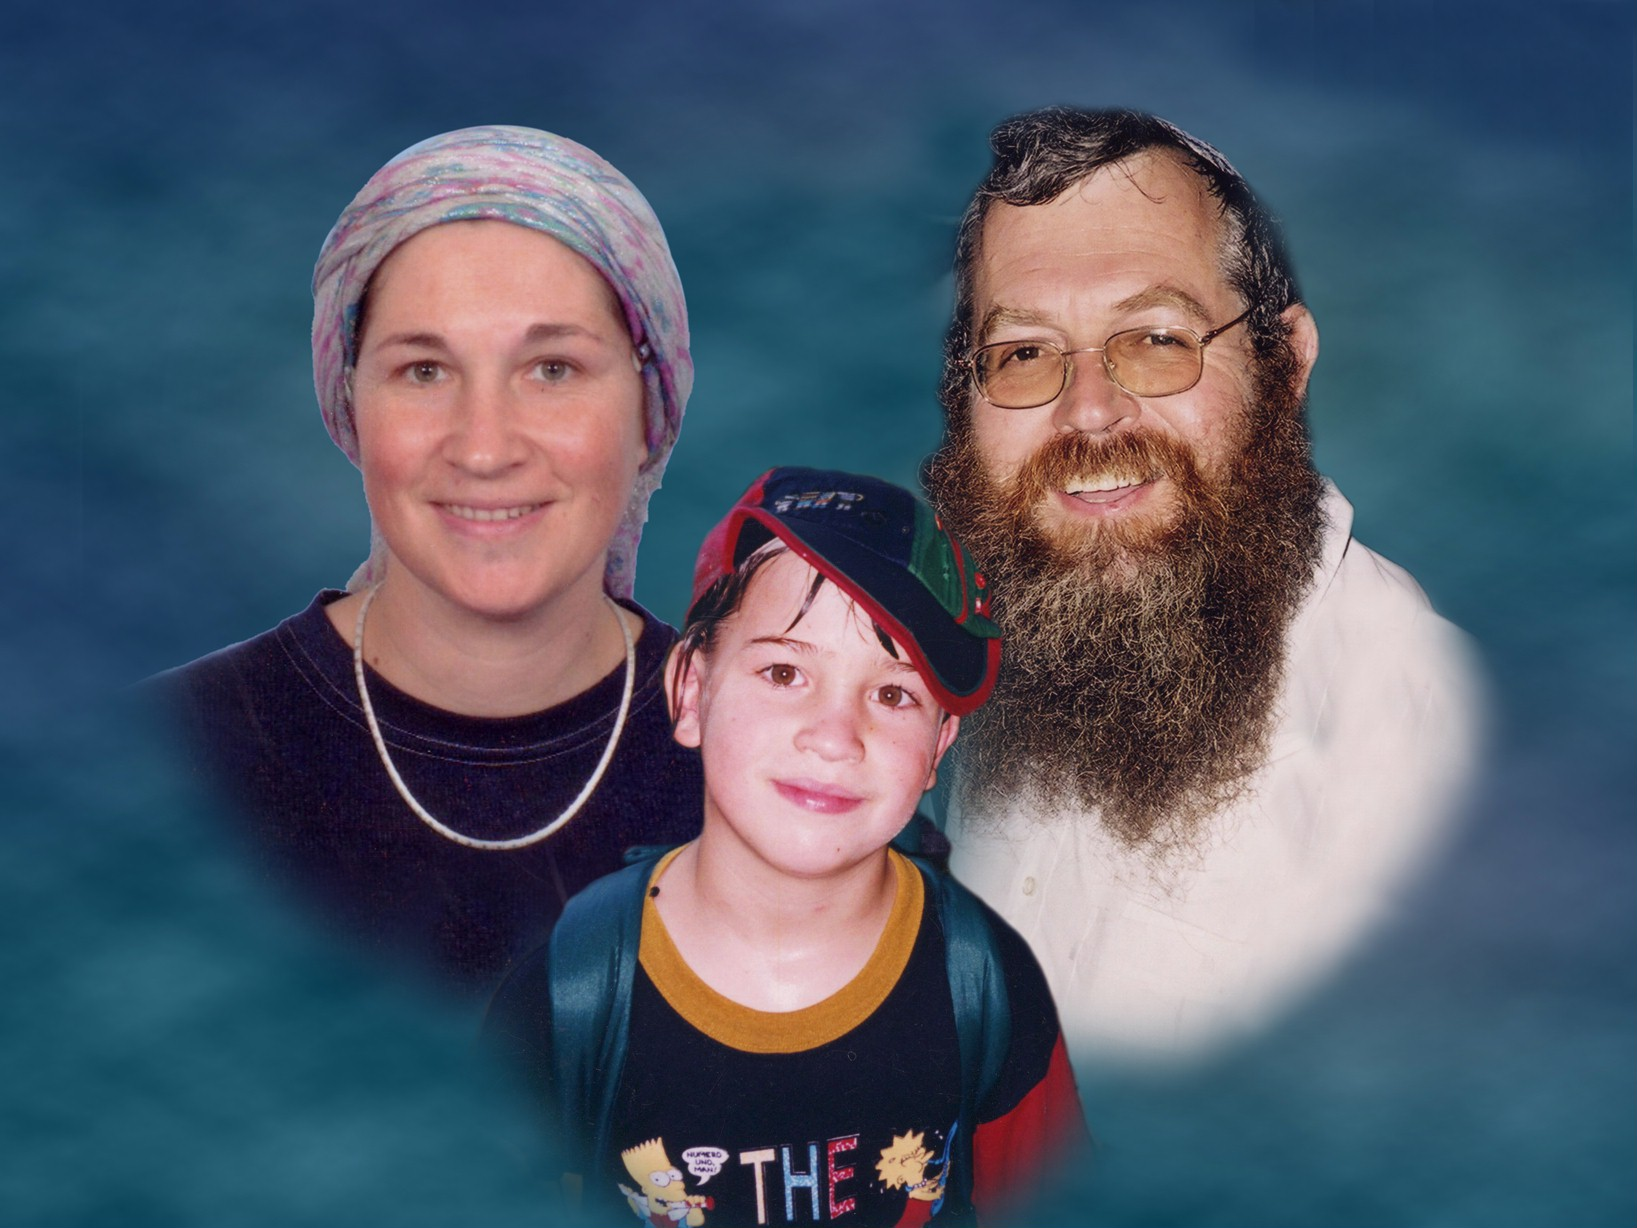 NUMERO
UNO,
MAN!
THE